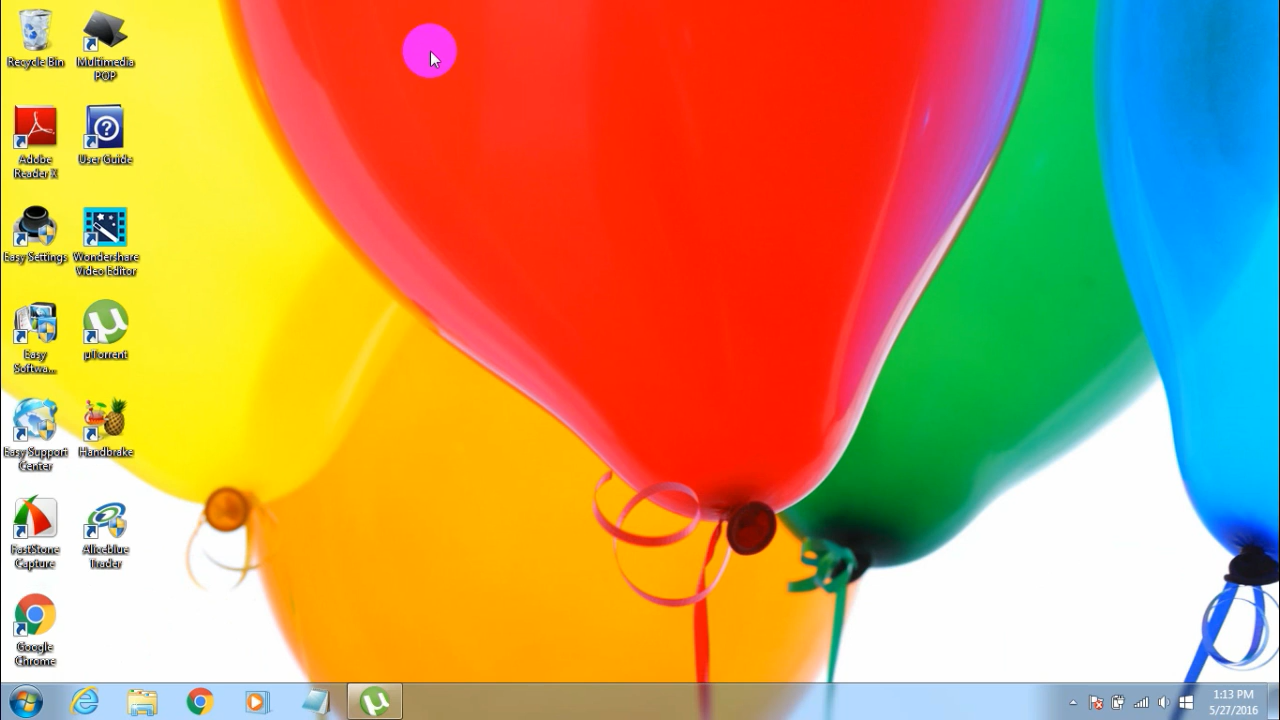 Recycle Bin
Multimedia
POP
Adobe
Reader X
User Guide
Easy Settings
Wondershare
Video Editor
Easy
Softwa...
µTorrent
Easy Support
Center
Handbrake
FastStone
Capture
Aliceblue
Trader
Google
Chrome
1:13 PM
5/27/2016